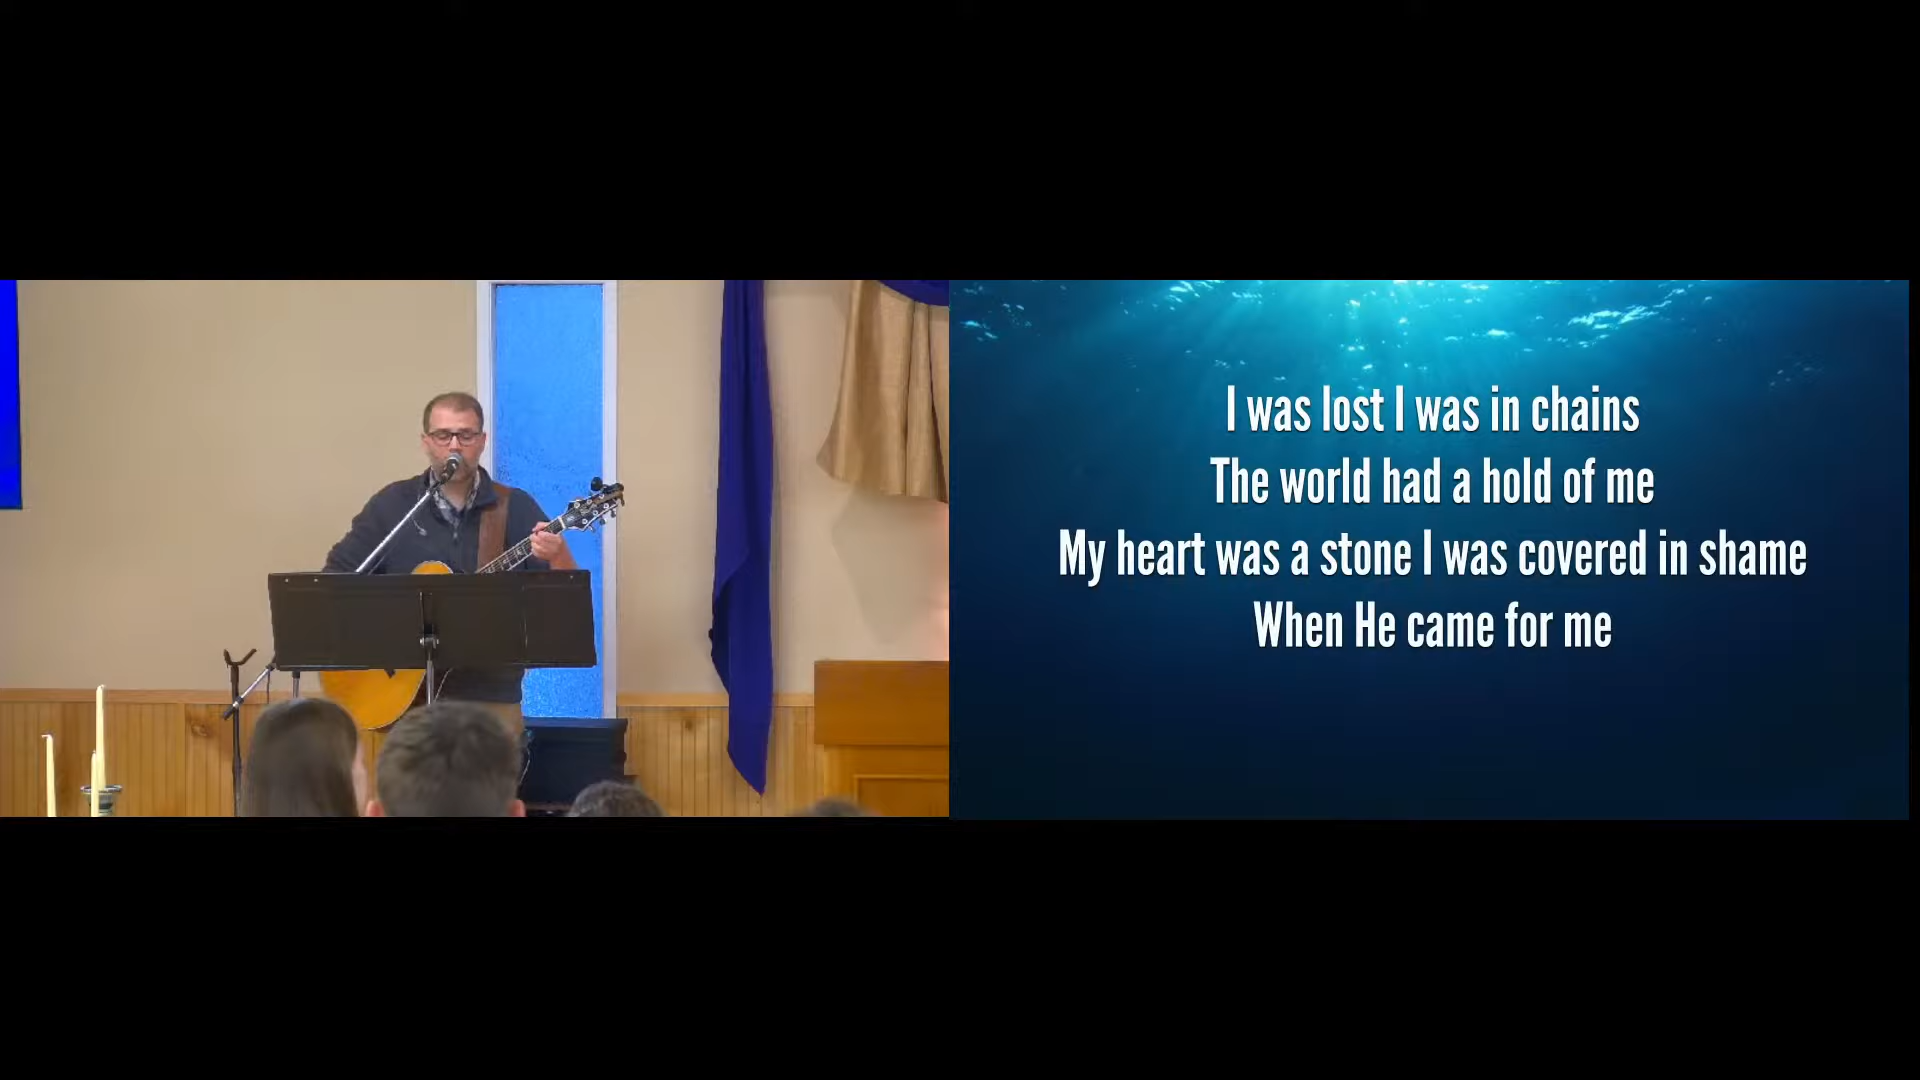 I was lost I was in chains
The world had a hold of me
My heart was a stone I was covered in shame
When He came for me